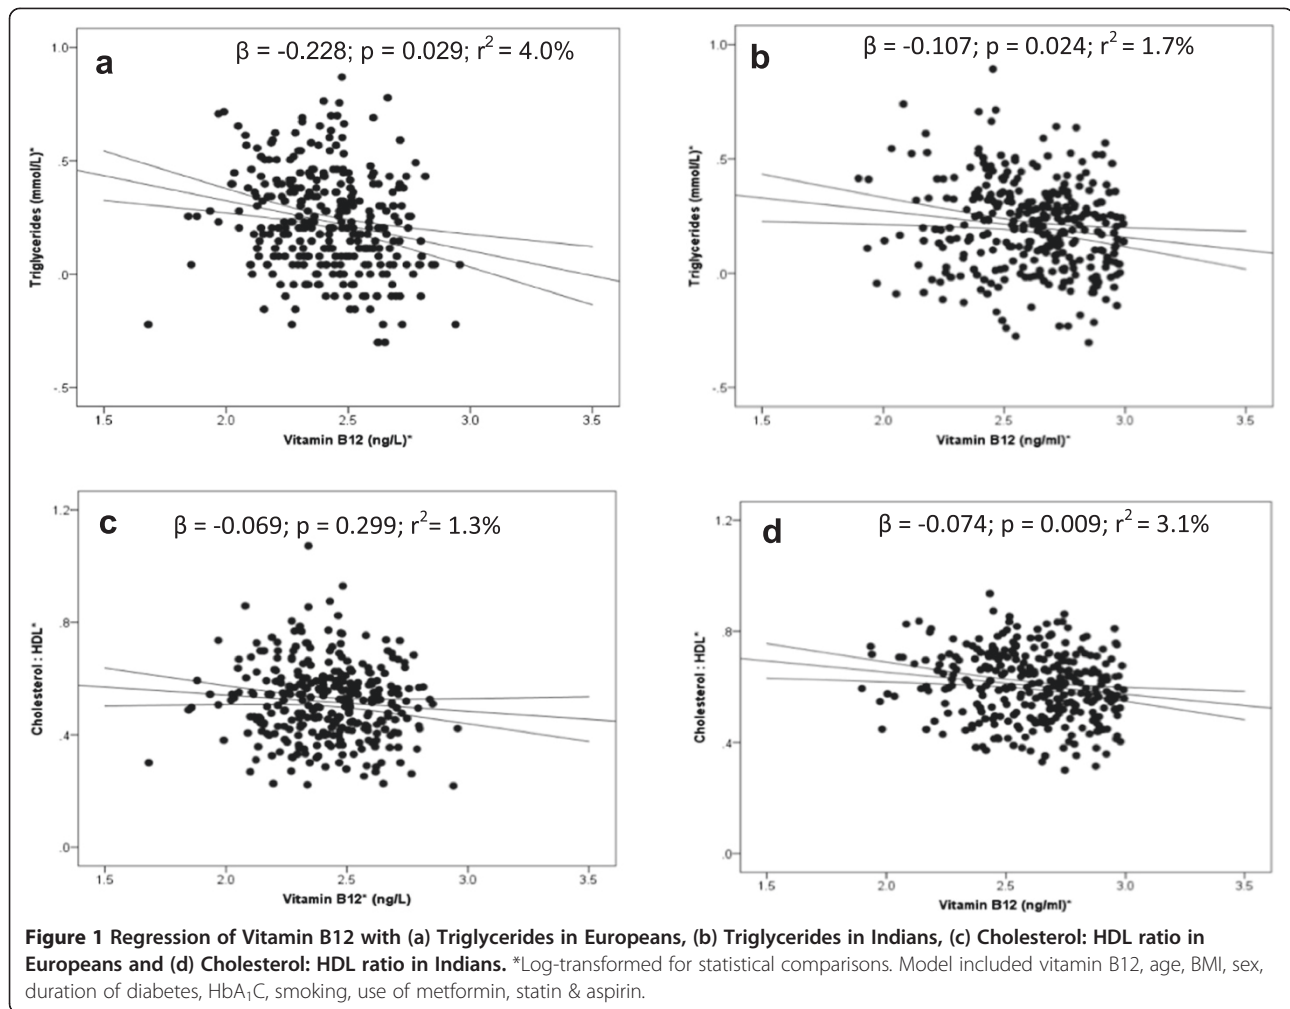 a
β = -0.228; p = 0.029; r² = 4.0%
1.0
.5
.0
-.5
Triglycerides (mmol/L)*
1.5 2.0 2.5 3.0 3.5
Vitamin B12 (ng/L)*
b
β = -0.107; p = 0.024; r² = 1.7%
1.0
.5
.0
-.5
Triglycerides (mmol/L)*
1.5 2.0 2.5 3.0 3.5
Vitamin B12 (ng/ml)*
c
β = -0.069; p = 0.299; r² = 1.3%
1.2
.8
.4
.0
Cholesterol : HDL*
1.5 2.0 2.5 3.0 3.5
Vitamin B12* (ng/L)
d
β = -0.074; p = 0.009; r² = 3.1%
1.2
.8
.4
.0
Cholesterol : HDL*
1.5 2.0 2.5 3.0 3.5
Vitamin B12 (ng/ml)*
Figure 1 Regression of Vitamin B12 with (a) Triglycerides in Europeans, (b) Triglycerides in Indians, (c) Cholesterol: HDL ratio in
Europeans and (d) Cholesterol: HDL ratio in Indians. *Log-transformed for statistical comparisons. Model included vitamin B12, age, BMI, sex,
duration of diabetes, HbA₁C, smoking, use of metformin, statin & aspirin.